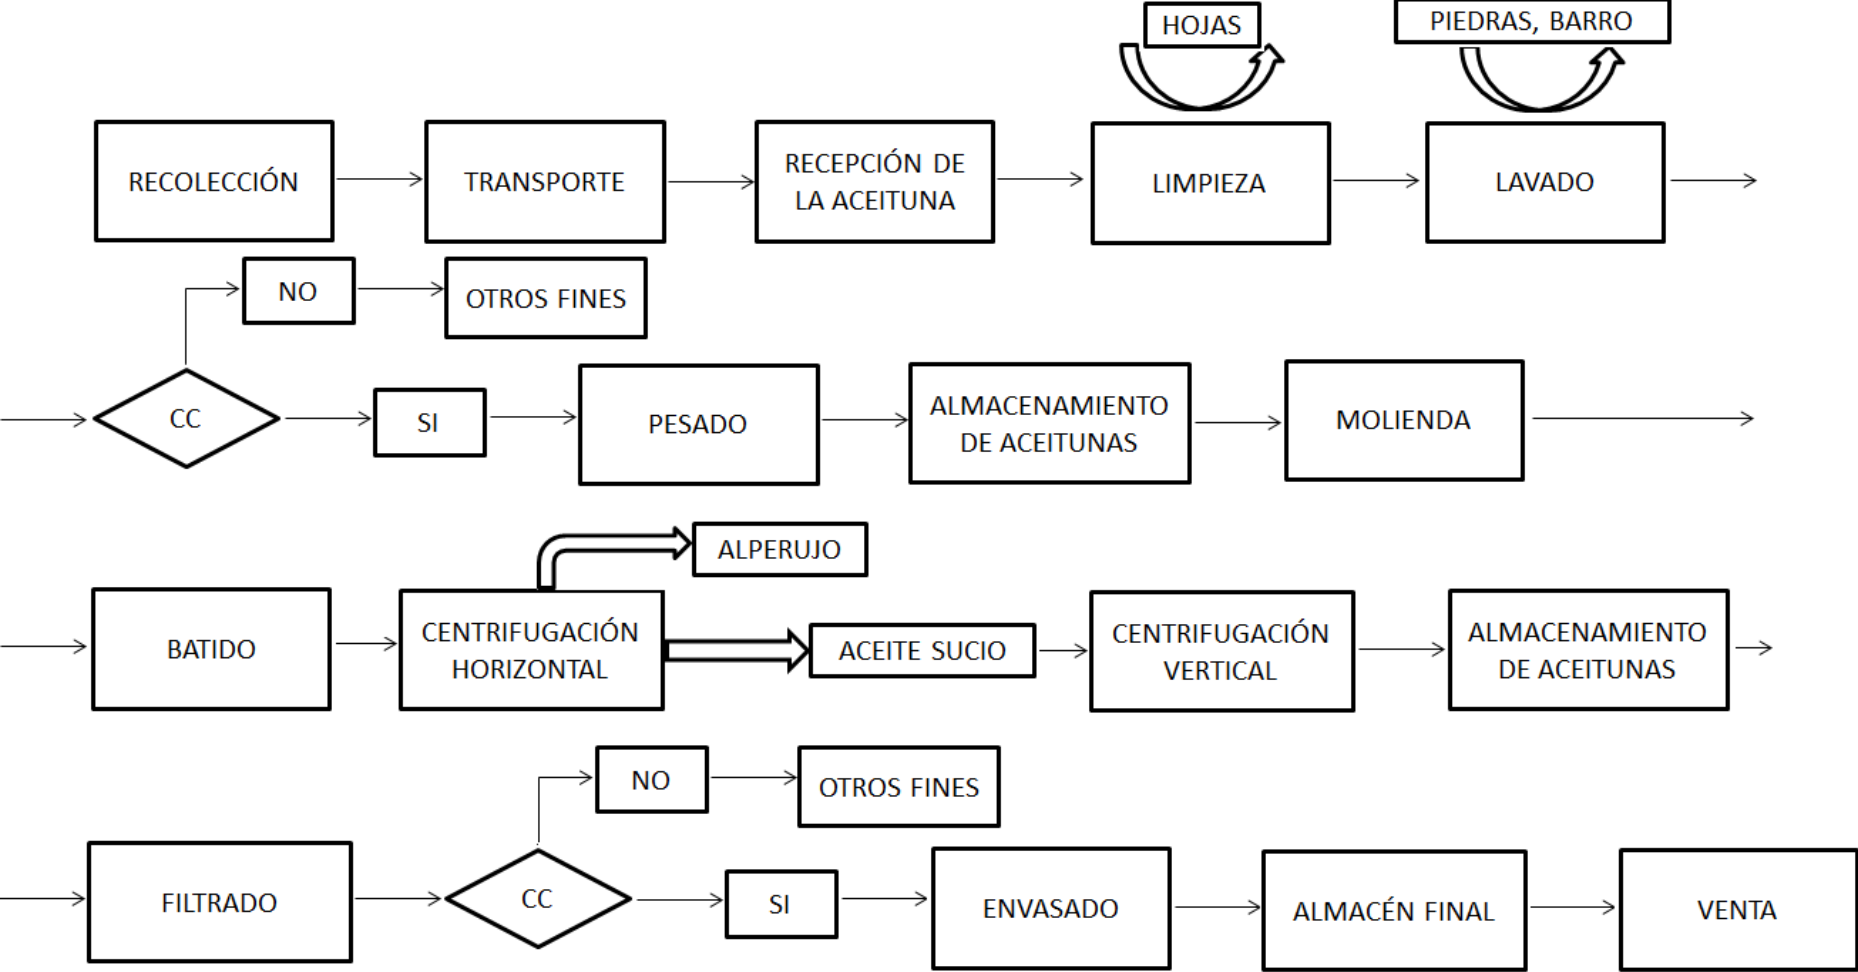 HOJAS
PIEDRAS, BARRO
RECOLECCIÓN
TRANSPORTE
RECEPCIÓN DE
LA ACEITUNA
LIMPIEZA
LAVADO
NO
OTROS FINES
CC
SI
PESADO
ALMACENAMIENTO
DE ACEITUNAS
MOLIENDA
ALPERUJO
BATIDO
CENTRIFUGACIÓN
HORIZONTAL
ACEITE SUCIO
CENTRIFUGACIÓN
VERTICAL
ALMACENAMIENTO
DE ACEITUNAS
NO
OTROS FINES
FILTRADO
CC
SI
ENVASADO
ALMACÉN FINAL
VENTA